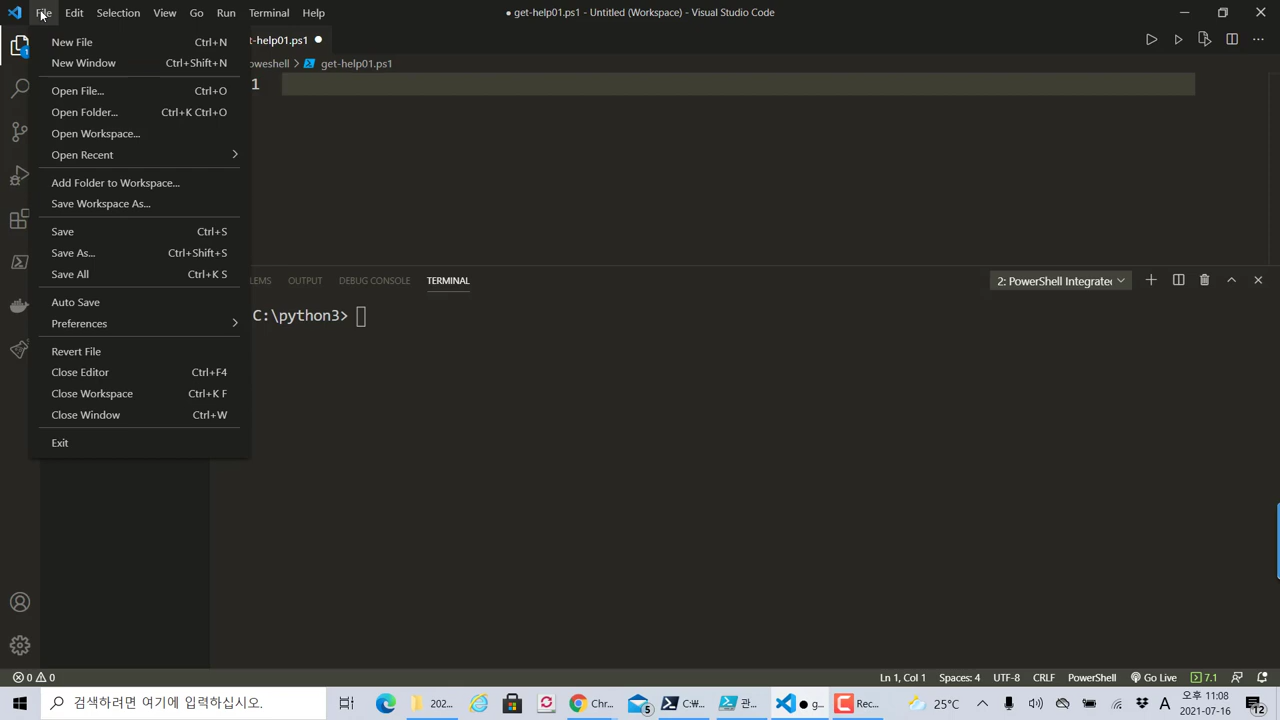 File Edit Selection View Go Run Terminal Help
● get-help01.ps1 - Untitled (Workspace) - Visual Studio Code
t-help01.ps1 ●
oweshell > get-help01.ps1
1
1
New File Ctrl+N
New Window Ctrl+Shift+N
Open File... Ctrl+O
Open Folder... Ctrl+K Ctrl+O
Open Workspace...
Open Recent
Add Folder to Workspace...
Save Workspace As...
Save Ctrl+S
Save As... Ctrl+Shift+S
Save All Ctrl+K S
Auto Save
Preferences
Revert File
Close Editor Ctrl+F4
Close Workspace Ctrl+K F
Close Window Ctrl+W
Exit
LEMS OUTPUT DEBUG CONSOLE TERMINAL
2: PowerShell Integrated
C:\python3>
0 0
Ln 1, Col 1 Spaces: 4 UTF-8 CRLF PowerShell Go Live 7.1
검색하려면 여기에 입력하십시오.
202...
Chr...
5
C:₩...
관...
● g...
Rec...
25°C
A
오후 11:08
2021-07-16
12